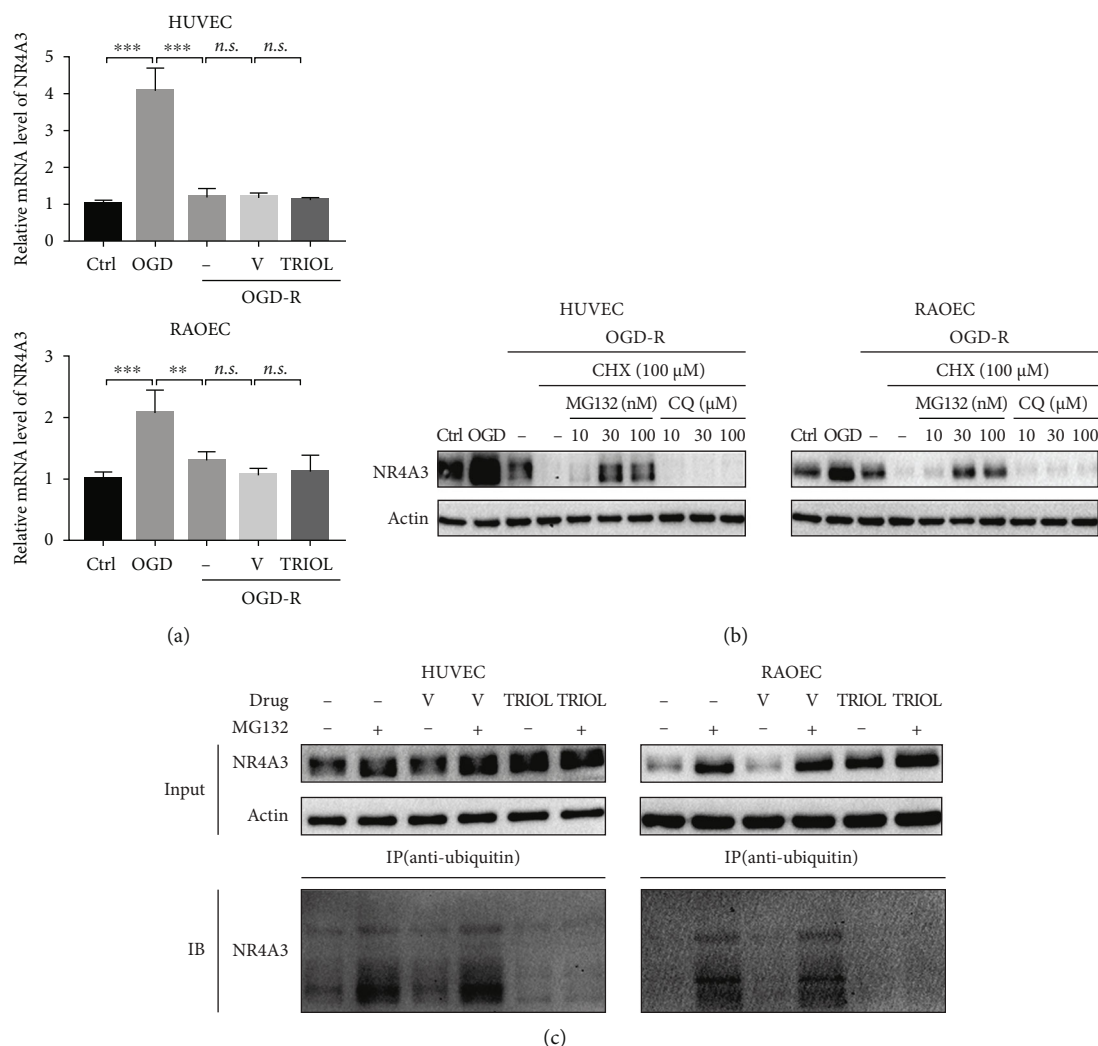 HUVEC
*** *** n.s. n.s.
Relative mRNA level of NR4A3
5
4
3
2
1
0
Ctrl OGD – V TRIOL
OGD-R
RAOEC
*** ** n.s. n.s.
Relative mRNA level of NR4A3
3
2
1
0
Ctrl OGD – V TRIOL
OGD-R
(a)
HUVEC
OGD-R
CHX (100 μM)
MG132 (nM) CQ (μM)
Ctrl OGD – – 10 30 100 10 30 100
NR4A3
Actin
RAOEC
OGD-R
CHX (100 μM)
MG132 (nM) CQ (μM)
Ctrl OGD – – 10 30 100 10 30 100
(b)
HUVEC
Drug – – V V TRIOL TRIOL
MG132 – + – + – +
Input
NR4A3
Actin
IP(anti-ubiquitin)
IB
NR4A3
RAOEC
– – V V TRIOL TRIOL
– + – + – +
IP(anti-ubiquitin)
(c)